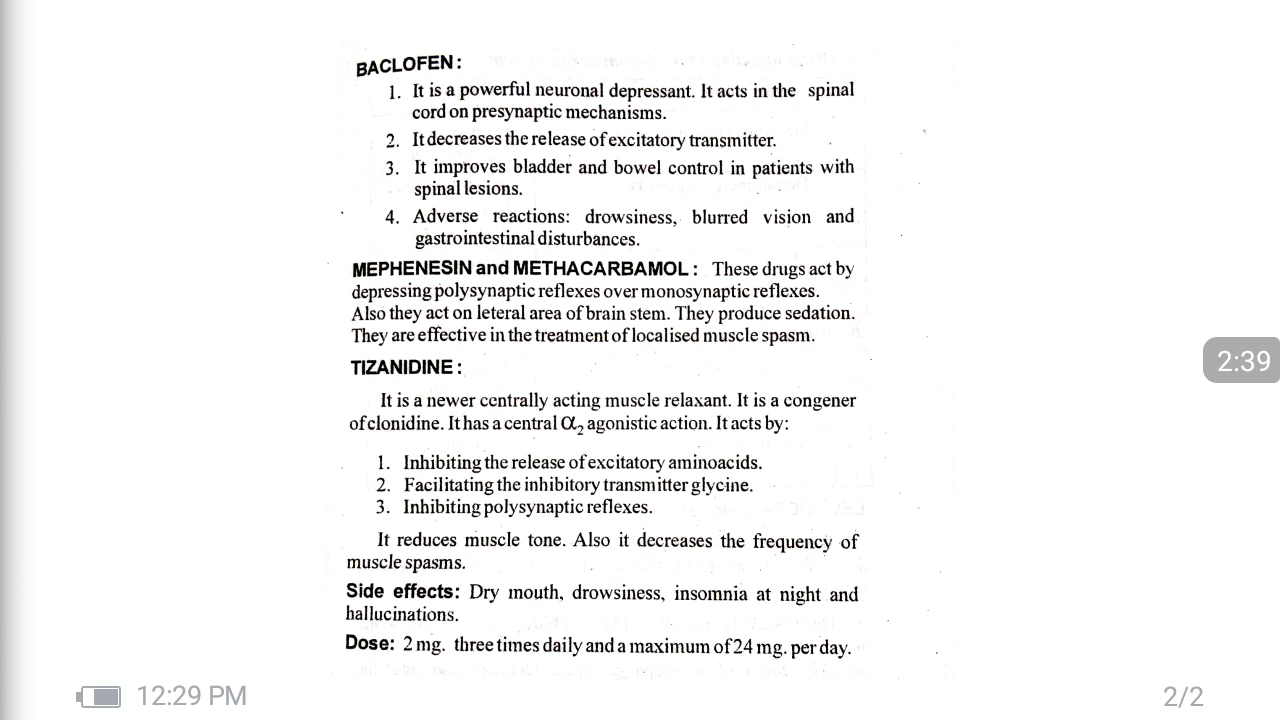 BACLOFEN :
1. It is a powerful neuronal depressant. It acts in the spinal
cord on presynaptic mechanisms.
2. It decreases the release of excitatory transmitter.
3. It improves bladder and bowel control in patients with
spinal lesions.
4. Adverse reactions: drowsiness, blurred vision and
gastrointestinal disturbances.
MEPHENESIN and METHACARBAMOL : These drugs act by
depressing polysynaptic reflexes over monosynaptic reflexes.
Also they act on leteral area of brain stem. They produce sedation.
They are effective in the treatment of localised muscle spasm.
TIZANIDINE :
It is a newer centrally acting muscle relaxant. It is a congener
of clonidine. It has a central α₂ agonistic action. It acts by:
1. Inhibiting the release of excitatory aminoacids.
2. Facilitating the inhibitory transmitter glycine.
3. Inhibiting polysynaptic reflexes.
It reduces muscle tone. Also it decreases the frequency of
muscle spasms.
Side effects: Dry mouth, drowsiness, insomnia at night and
hallucinations.
Dose: 2 mg. three times daily and a maximum of 24 mg. per day.
2:39
12:29 PM
2/2